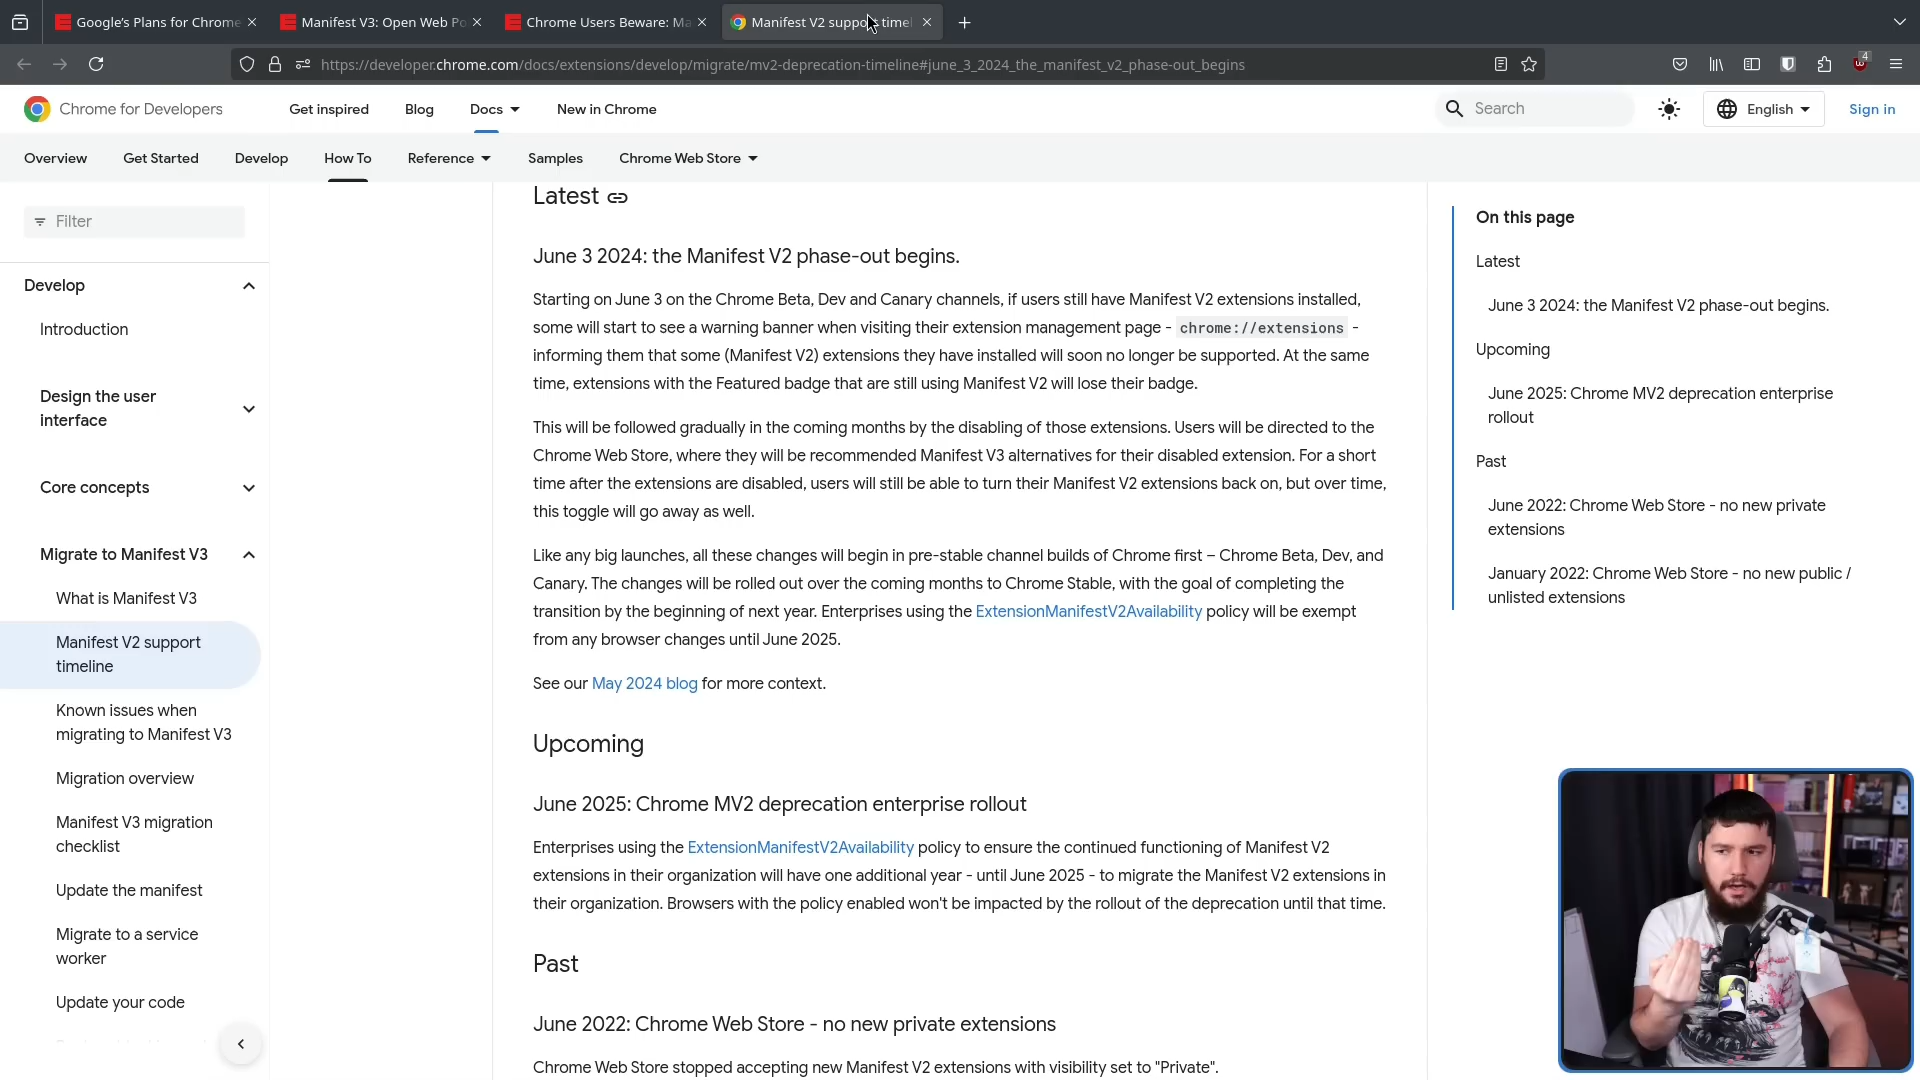 Google's Plans for Chrome
Manifest V3: Open Web Po
Chrome Users Beware: Ma
Manifest V2 support timel
https://developer.chrome.com/docs/extensions/develop/migrate/mv2-deprecation-timeline#june_3_2024_the_manifest_v2_phase-out_begins
4
Chrome for Developers
Get inspired
Blog
Docs
New in Chrome
Search
English
Sign in
Overview
Get Started
Develop
How To
Reference
Samples
Chrome Web Store
Filter
Develop
Introduction
Design the user
interface
Core concepts
Migrate to Manifest V3
What is Manifest V3
Manifest V2 support
timeline
Known issues when
migrating to Manifest V3
Migration overview
Manifest V3 migration
checklist
Update the manifest
Migrate to a service
worker
Update your code
Latest
June 3 2024: the Manifest V2 phase-out begins.
Starting on June 3 on the Chrome Beta, Dev and Canary channels, if users still have Manifest V2 extensions installed,
some will start to see a warning banner when visiting their extension management page - chrome://extensions -
informing them that some (Manifest V2) extensions they have installed will soon no longer be supported. At the same
time, extensions with the Featured badge that are still using Manifest V2 will lose their badge.
This will be followed gradually in the coming months by the disabling of those extensions. Users will be directed to the
Chrome Web Store, where they will be recommended Manifest V3 alternatives for their disabled extension. For a short
time after the extensions are disabled, users will still be able to turn their Manifest V2 extensions back on, but over time,
this toggle will go away as well.
Like any big launches, all these changes will begin in pre-stable channel builds of Chrome first – Chrome Beta, Dev, and
Canary. The changes will be rolled out over the coming months to Chrome Stable, with the goal of completing the
transition by the beginning of next year. Enterprises using the ExtensionManifestV2Availability policy will be exempt
from any browser changes until June 2025.
See our May 2024 blog for more context.
Upcoming
June 2025: Chrome MV2 deprecation enterprise rollout
Enterprises using the ExtensionManifestV2Availability policy to ensure the continued functioning of Manifest V2
extensions in their organization will have one additional year - until June 2025 - to migrate the Manifest V2 extensions in
their organization. Browsers with the policy enabled won't be impacted by the rollout of the deprecation until that time.
Past
June 2022: Chrome Web Store - no new private extensions
Chrome Web Store stopped accepting new Manifest V2 extensions with visibility set to "Private".
On this page
Latest
June 3 2024: the Manifest V2 phase-out begins.
Upcoming
June 2025: Chrome MV2 deprecation enterprise
rollout
Past
June 2022: Chrome Web Store - no new private
extensions
January 2022: Chrome Web Store - no new public /
unlisted extensions